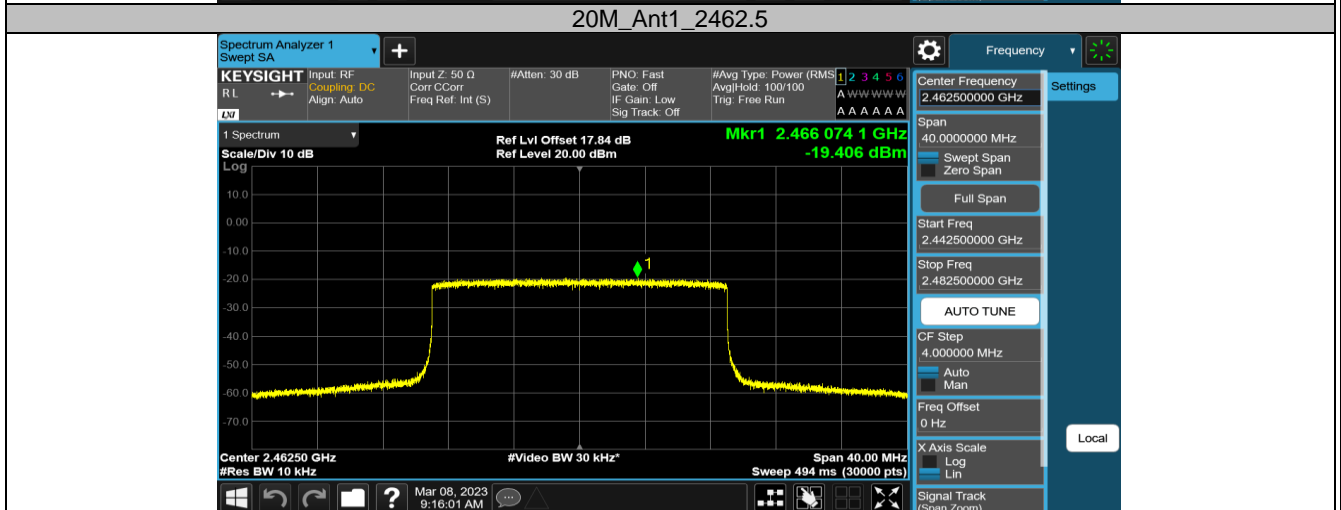 20M_Ant1_2462.5
Spectrum Analyzer 1
Swept SA
Frequency
KEYSIGHT
R L
LXI
Input: RF
Coupling: DC
Align: Auto
Input Z: 50 Ω
Corr CCorr
Freq Ref: Int (S)
#Atten: 30 dB
PNO: Fast
Gate: Off
IF Gain: Low
Sig Track: Off
#Avg Type: Power (RMS
Avg|Hold: 100/100
Trig: Free Run
1 2 3 4 5 6
A W W W W W
A A A A A A
Center Frequency
2.462500000 GHz
Settings
Span
40.0000000 MHz
Swept Span
Zero Span
Full Span
Start Freq
2.442500000 GHz
Stop Freq
2.482500000 GHz
AUTO TUNE
CF Step
4.000000 MHz
Auto
Man
Freq Offset
0 Hz
X Axis Scale
Log
Lin
Signal Track
(Span Zoom)
Local
1 Spectrum
Scale/Div 10 dB
Log
Ref Lvl Offset 17.84 dB
Ref Level 20.00 dBm
Mkr1 2.466 074 1 GHz
-19.406 dBm
10.0
0.00
-10.0
-20.0
-30.0
-40.0
-50.0
-60.0
-70.0
1
Center 2.46250 GHz
#Res BW 10 kHz
#Video BW 30 kHz*
Span 40.00 MHz
Sweep 494 ms (30000 pts)
?
Mar 08, 2023
9:16:01 AM